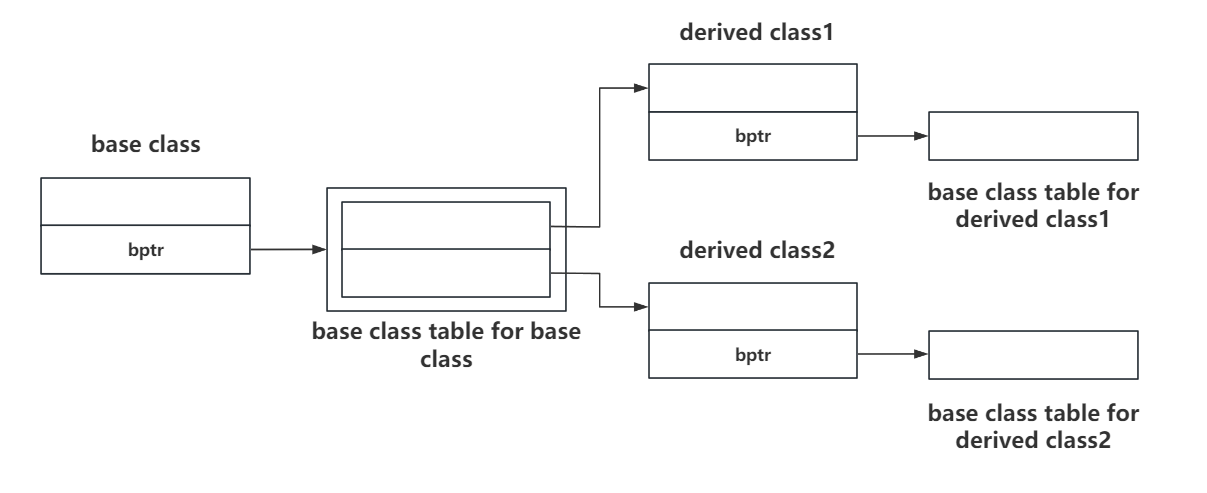 derived class1
bptr
base class table for
derived class1
base class
bptr
base class table for base
class
derived class2
bptr
base class table for
derived class2